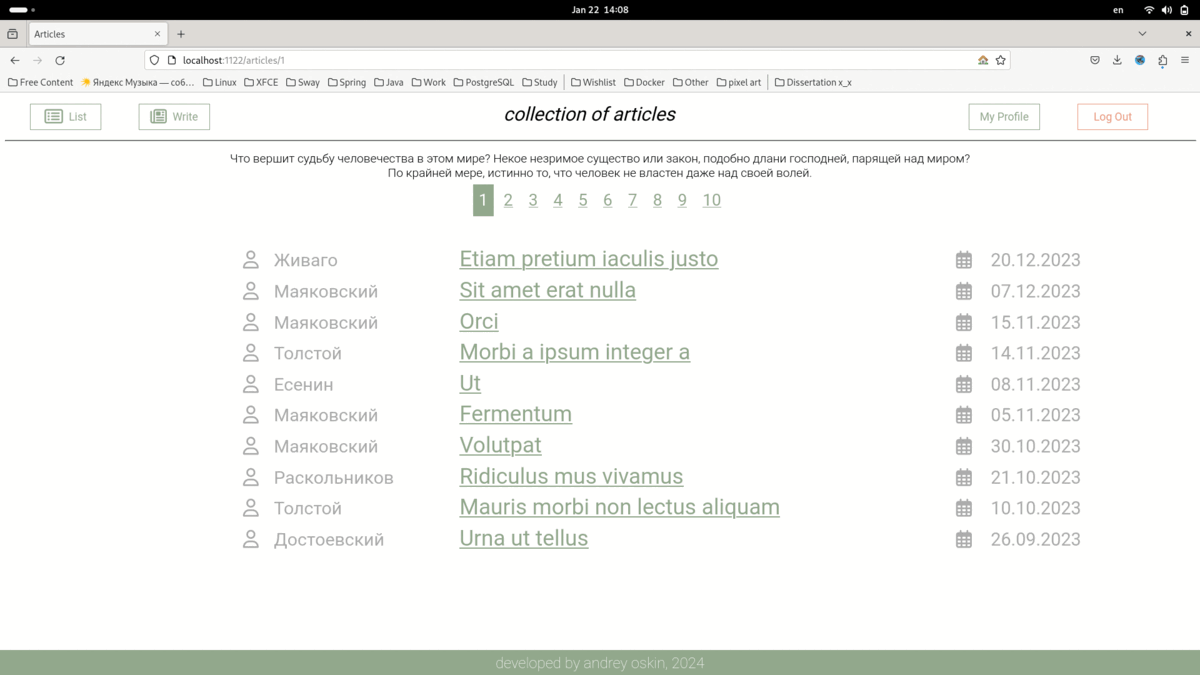 Jan 22 14:08
en
Articles
localhost:1122/articles/1
Free Content Яндекс Музыка — соб... Linux XFCE Sway Spring Java Work PostgreSQL Study Wishlist Docker Other pixel art Dissertation x_x
List Write collection of articles My Profile Log Out
Что вершит судьбу человечества в этом мире? Некое незримое существо или закон, подобно длани господней, парящей над миром?
По крайней мере, истинно то, что человек не властен даже над своей волей.
1 2 3 4 5 6 7 8 9 10
Живаго Etiam pretium iaculis justo 20.12.2023
Маяковский Sit amet erat nulla 07.12.2023
Маяковский Orci 15.11.2023
Толстой Morbi a ipsum integer a 14.11.2023
Есенин Ut 08.11.2023
Маяковский Fermentum 05.11.2023
Маяковский Volutpat 30.10.2023
Раскольников Ridiculus mus vivamus 21.10.2023
Толстой Mauris morbi non lectus aliquam 10.10.2023
Достоевский Urna ut tellus 26.09.2023
developed by andrey oskin, 2024